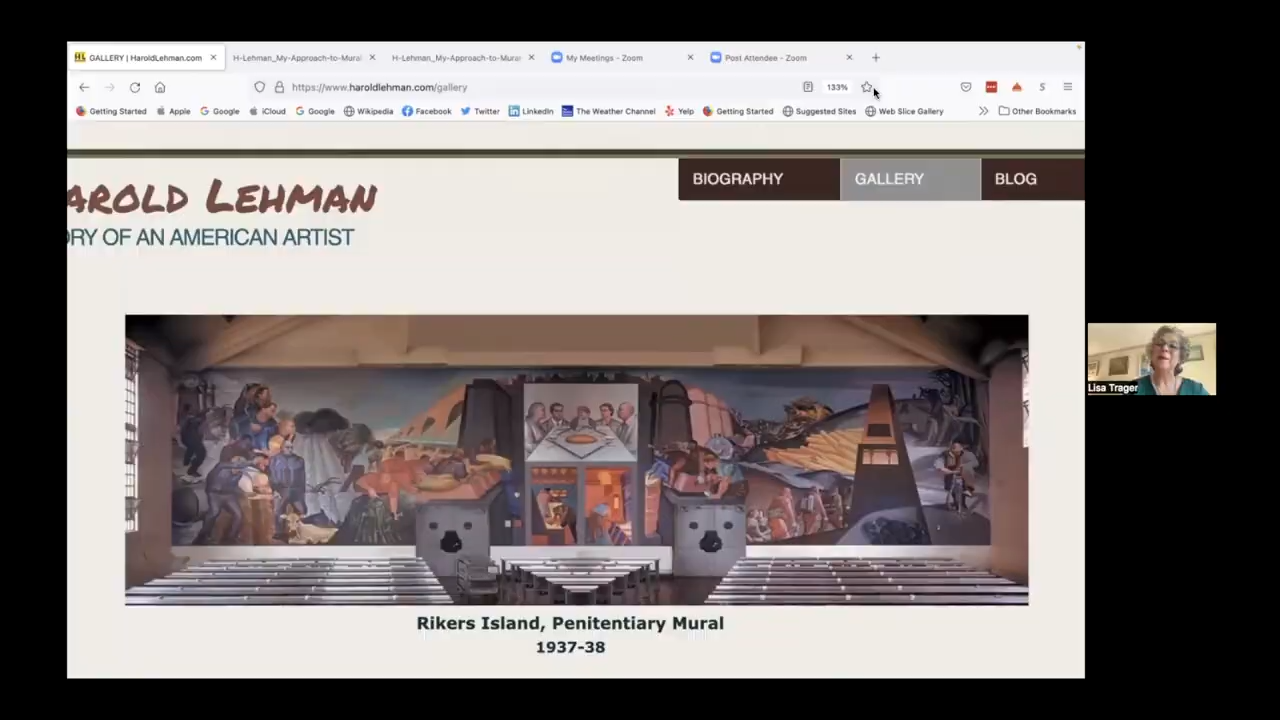 GALLERY | HaroldLehman.com
H-Lehman_My-Approach-to-Mural
H-Lehman_My-Approach-to-Mural
My Meetings - Zoom
Post Attendee - Zoom
https://www.haroldlehman.com/gallery
133%
Getting Started
Apple
Google
iCloud
Google
Wikipedia
Facebook
Twitter
LinkedIn
The Weather Channel
Yelp
Getting Started
Suggested Sites
Web Slice Gallery
Other Bookmarks
BIOGRAPHY
GALLERY
BLOG
AROLD LEHMAN
ORY OF AN AMERICAN ARTIST
Lisa Trager
Rikers Island, Penitentiary Mural
1937-38